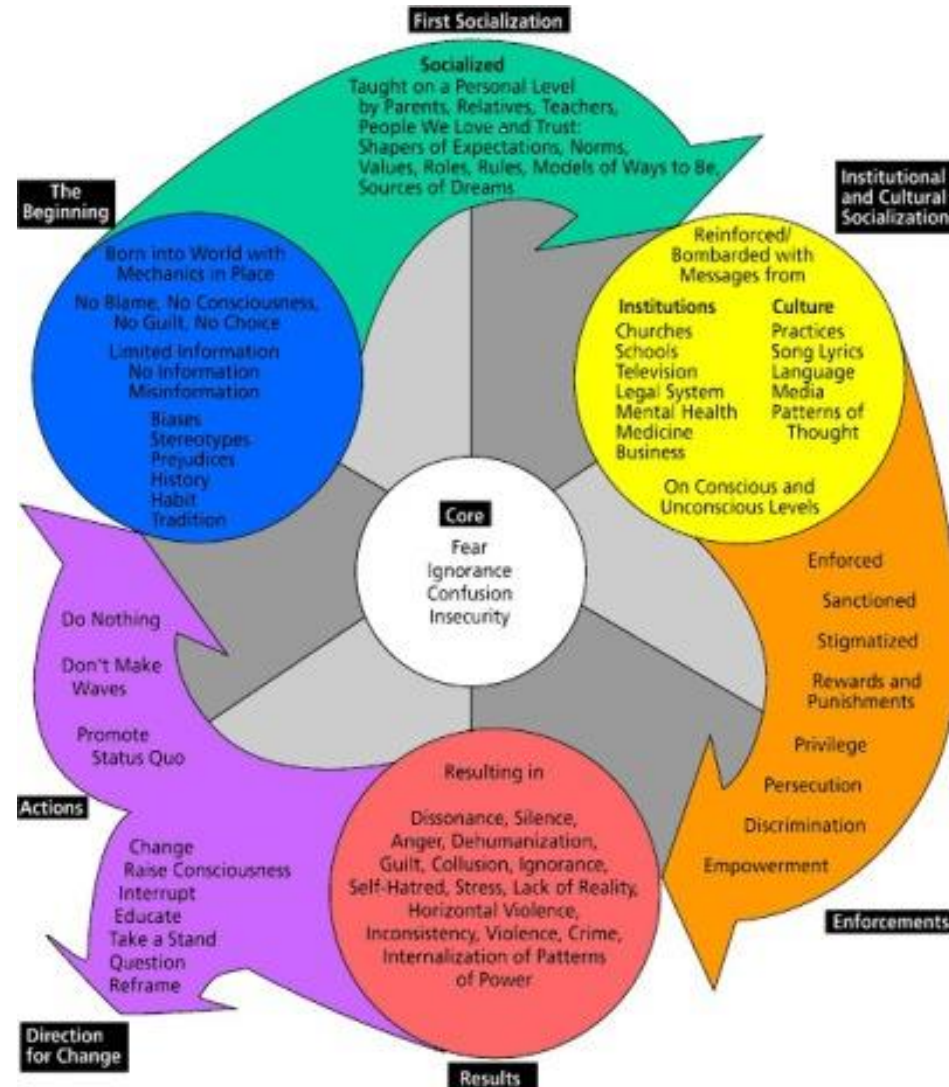 First Socialization
Socialized
Taught on a Personal Level
by Parents, Relatives, Teachers,
People We Love and Trust:
Shapers of Expectations, Norms,
Values, Roles, Rules, Models of Ways to Be,
Sources of Dreams
The
Beginning
Born into World with
Mechanics in Place
No Blame, No Consciousness,
No Guilt, No Choice
Limited Information
No Information
Misinformation
Biases
Stereotypes
Prejudices
History
Habit
Tradition
Institutional
and Cultural
Socialization
Reinforced/
Bombarded with
Messages from
Institutions
Churches
Schools
Television
Legal System
Mental Health
Medicine
Business
Culture
Practices
Song Lyrics
Language
Media
Patterns of
Thought
On Conscious and
Unconscious Levels
Core
Fear
Ignorance
Confusion
Insecurity
Enforced
Sanctioned
Stigmatized
Rewards and
Punishments
Privilege
Persecution
Discrimination
Empowerment
Enforcements
Resulting in
Dissonance, Silence,
Anger, Dehumanization,
Guilt, Collusion, Ignorance,
Self-Hatred, Stress, Lack of Reality,
Horizontal Violence,
Inconsistency, Violence, Crime,
Internalization of Patterns
of Power
Results
Do Nothing
Don't Make
Waves
Promote
Status Quo
Actions
Change
Raise Consciousness
Interrupt
Educate
Take a Stand
Question
Reframe
Direction
for Change